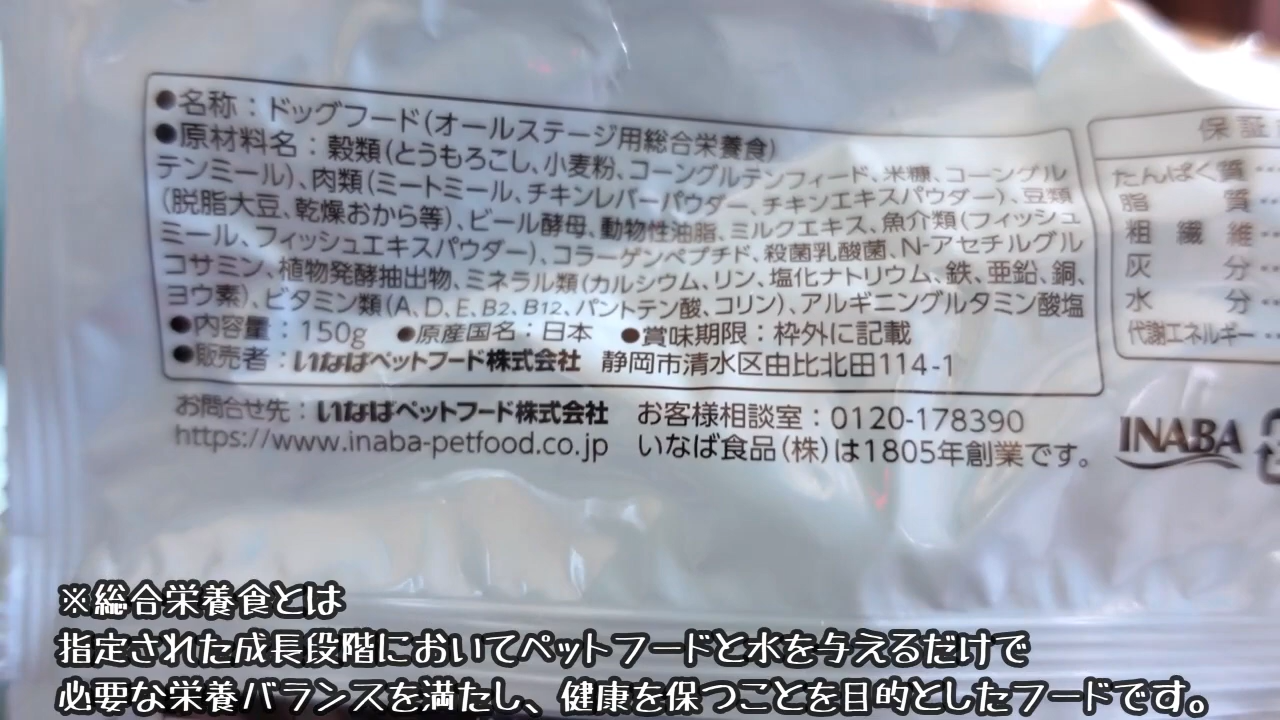 ●名称：ドッグフード(オールステージ用総合栄養食)
●原材料名：穀類(とうもろこし、小麦粉、コーングルテンフィード、米糠、コーングル
テンミール)、肉類(ミートミール、チキンレバーパウダー、チキンエキスパウダー)、豆類
(脱脂大豆、乾燥おから等)、ビール酵母、動物性油脂、ミルクエキス、魚介類(フィッシュ
ミール、フィッシュエキスパウダー)、コラーゲンペプチド、殺菌乳酸菌、N-アセチルグル
コサミン、植物発酵抽出物、ミネラル類(カルシウム、リン、塩化ナトリウム、鉄、亜鉛、銅、
ヨウ素)、ビタミン類(A、D、E、B2、B12、パントテン酸、コリン)、アルギニングルタミン酸塩
●内容量：150g ●原産国名：日本 ●賞味期限：枠外に記載
●販売者：いなばペットフード株式会社 静岡市清水区由比北田114-1
お問合せ先：いなばペットフード株式会社 お客様相談室：0120-178390
https://www.inaba-petfood.co.jp いなば食品(株)は1805年創業です。
保証
たんぱく質…
脂質…
粗繊維…
灰分…
水分…
代謝エネルギー…
INABA
※総合栄養食とは
指定された成長段階においてペットフードと水を与えるだけで
必要な栄養バランスを満たし、健康を保つことを目的としたフードです。